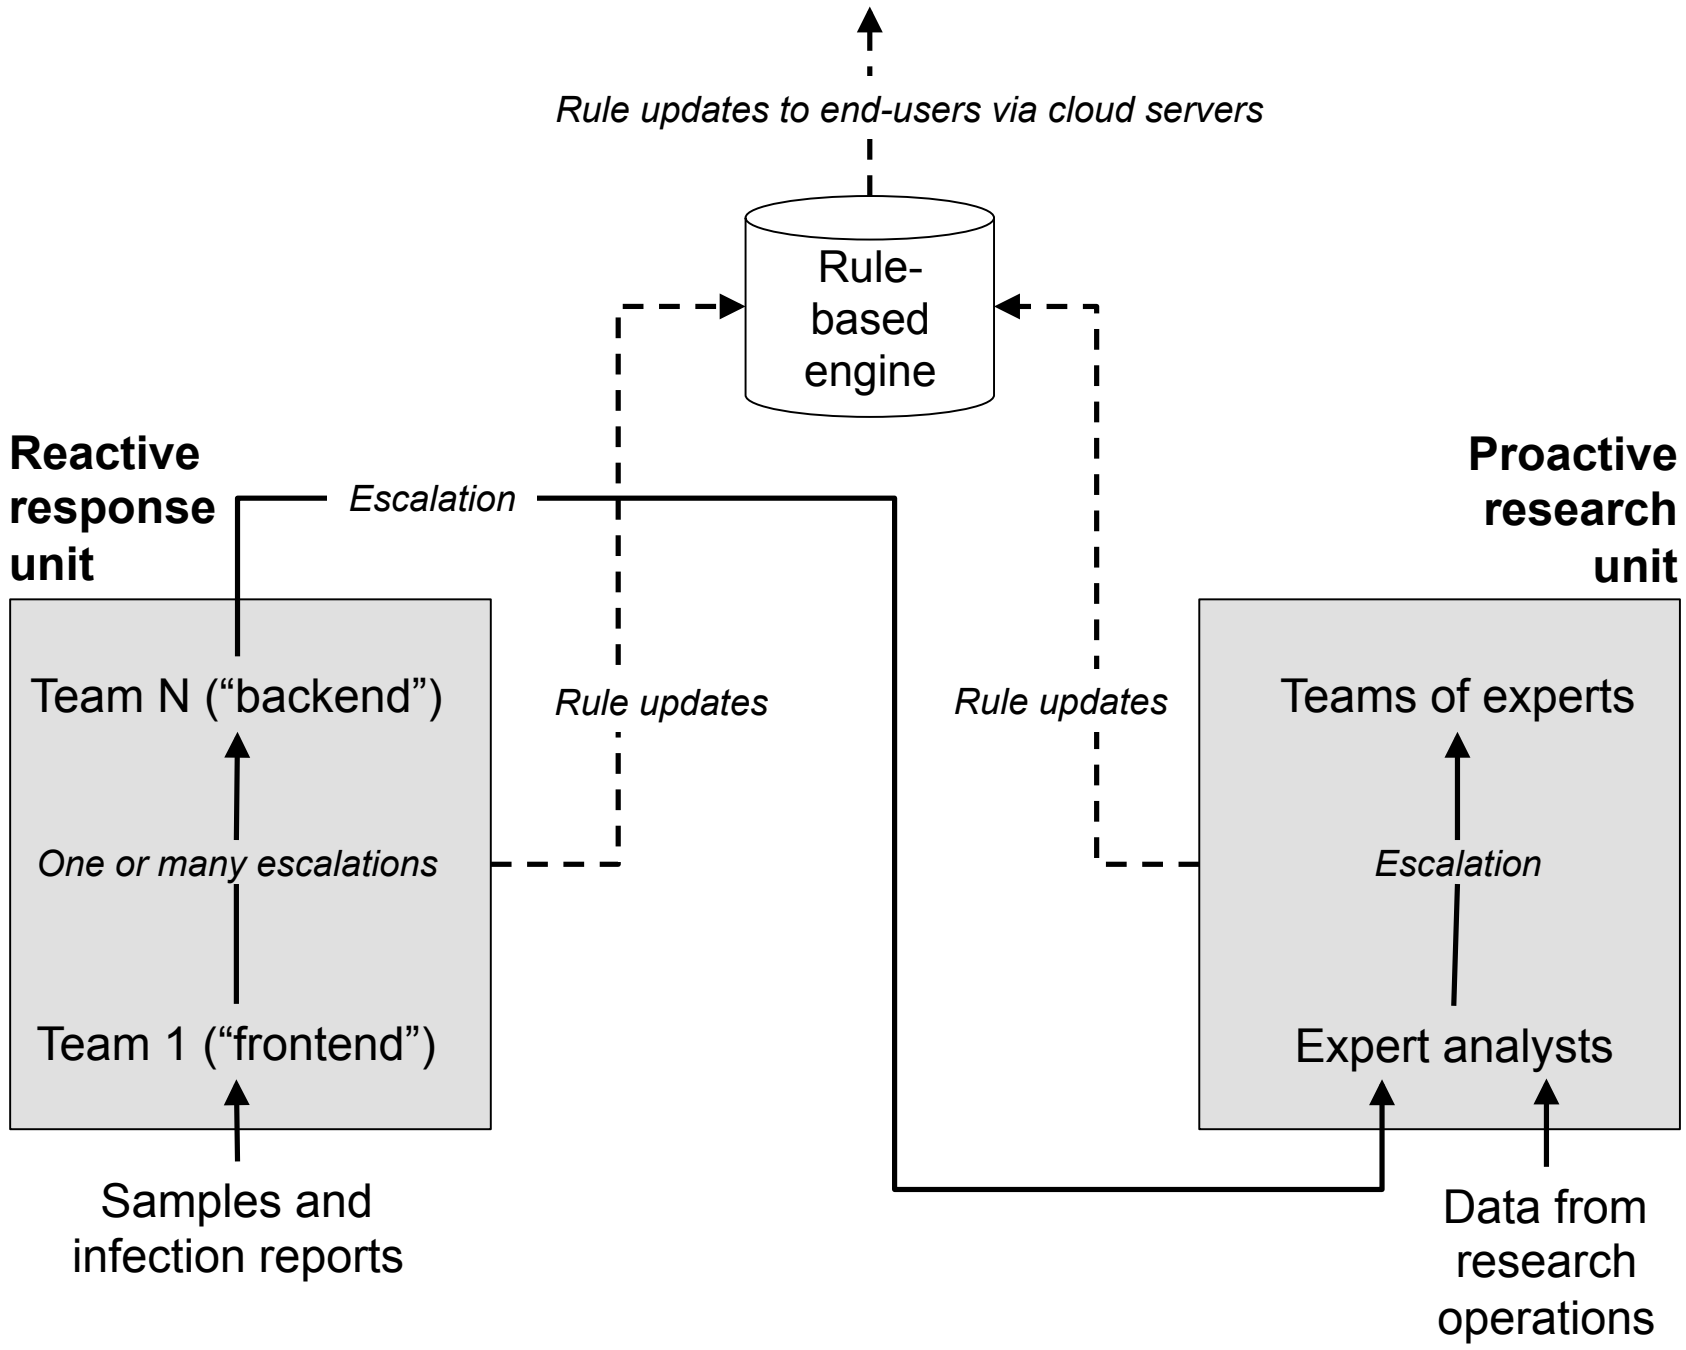 Rule updates to end-users via cloud servers
Rule-
based
engine
Reactive
response
unit
Escalation
Proactive
research
unit
Team N (“backend”)
Rule updates
Rule updates
Teams of experts
One or many escalations
Escalation
Team 1 (“frontend”)
Expert analysts
Samples and
infection reports
Data from
research
operations